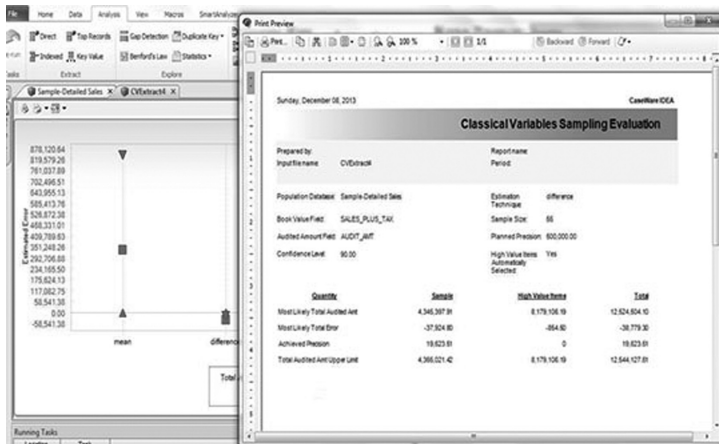 File Home Data Analysis View Macros SmartAnalyzer
Direct Top Records Gap Detection Duplicate Key
Indexed Key Value Benford's Law Statistics
Extract Explore
Sample-Detailed Sales CVExtract4
878,120.64
819,579.26
761,037.89
702,496.51
643,955.13
585,413.76
526,872.38
468,331.01
409,789.63
351,248.26
292,706.88
234,165.50
175,624.13
117,082.75
58,541.38
0.00
-58,541.38
Estimated Error
mean difference
Running Tasks
Print Preview
Print... 100 % 1/1 Backward Forward
Sunday, December 08, 2013 CaseWare IDEA
Classical Variables Sampling Evaluation
Prepared by: Report name:
Input file name: CVExtract4 Period:
Population Database: Sample-Detailed Sales Estimation Technique: difference
Book Value Field: SALES_PLUS_TAX Sample Size: 66
Audited Amount Field: AUDIT_AMT Planned Precision: 600,000.00
Confidence Level: 90.00 High Value Items Automatically Selected: Yes
Quantity Sample High Value Items Total
Most Likely Total Audited Amt 4,345,397.91 8,179,106.19 12,524,504.10
Most Likely Total Error -37,924.80 -854.50 -38,779.30
Achieved Precision 19,623.51 0 19,623.51
Total Audited Amt Upper Limit 4,365,021.42 8,179,106.19 12,544,127.61